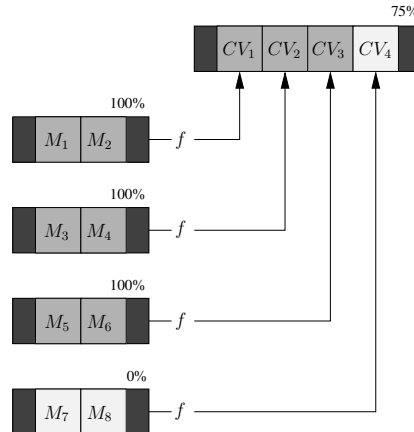 75%
CV₁ CV₂ CV₃ CV₄
100%
M₁ M₂ f
100%
M₃ M₄ f
100%
M₅ M₆ f
0%
M₇ M₈ f